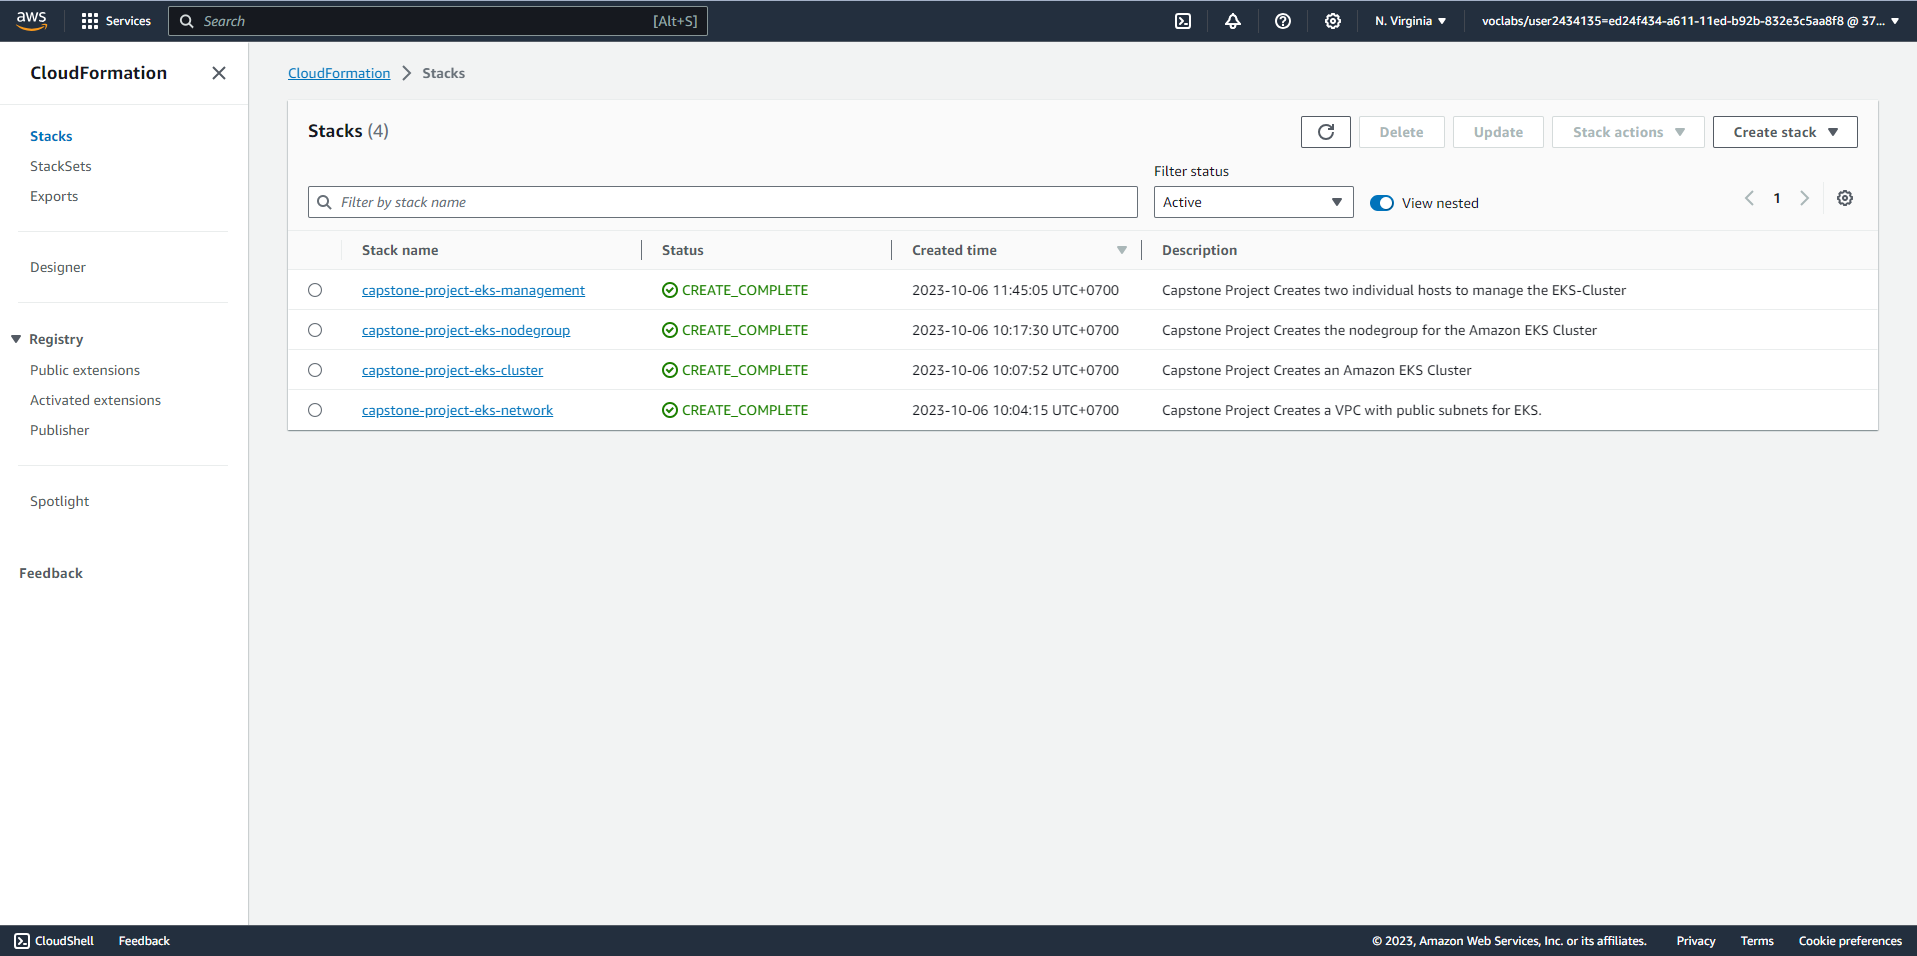 aws Services Search [Alt+S] N. Virginia voclabs/user2434135=ed24f434-a611-11ed-b92b-832e3c5aa8f8 @ 37...
CloudFormation
Stacks
StackSets
Exports
Designer
Registry
Public extensions
Activated extensions
Publisher
Spotlight
Feedback
CloudFormation Stacks
Stacks (4) Delete Update Stack actions Create stack
Filter status
Filter by stack name Active View nested 1
Stack name Status Created time Description
capstone-project-eks-management CREATE_COMPLETE 2023-10-06 11:45:05 UTC+0700 Capstone Project Creates two individual hosts to manage the EKS-Cluster
capstone-project-eks-nodegroup CREATE_COMPLETE 2023-10-06 10:17:30 UTC+0700 Capstone Project Creates the nodegroup for the Amazon EKS Cluster
capstone-project-eks-cluster CREATE_COMPLETE 2023-10-06 10:07:52 UTC+0700 Capstone Project Creates an Amazon EKS Cluster
capstone-project-eks-network CREATE_COMPLETE 2023-10-06 10:04:15 UTC+0700 Capstone Project Creates a VPC with public subnets for EKS.
CloudShell Feedback © 2023, Amazon Web Services, Inc. or its affiliates. Privacy Terms Cookie preferences